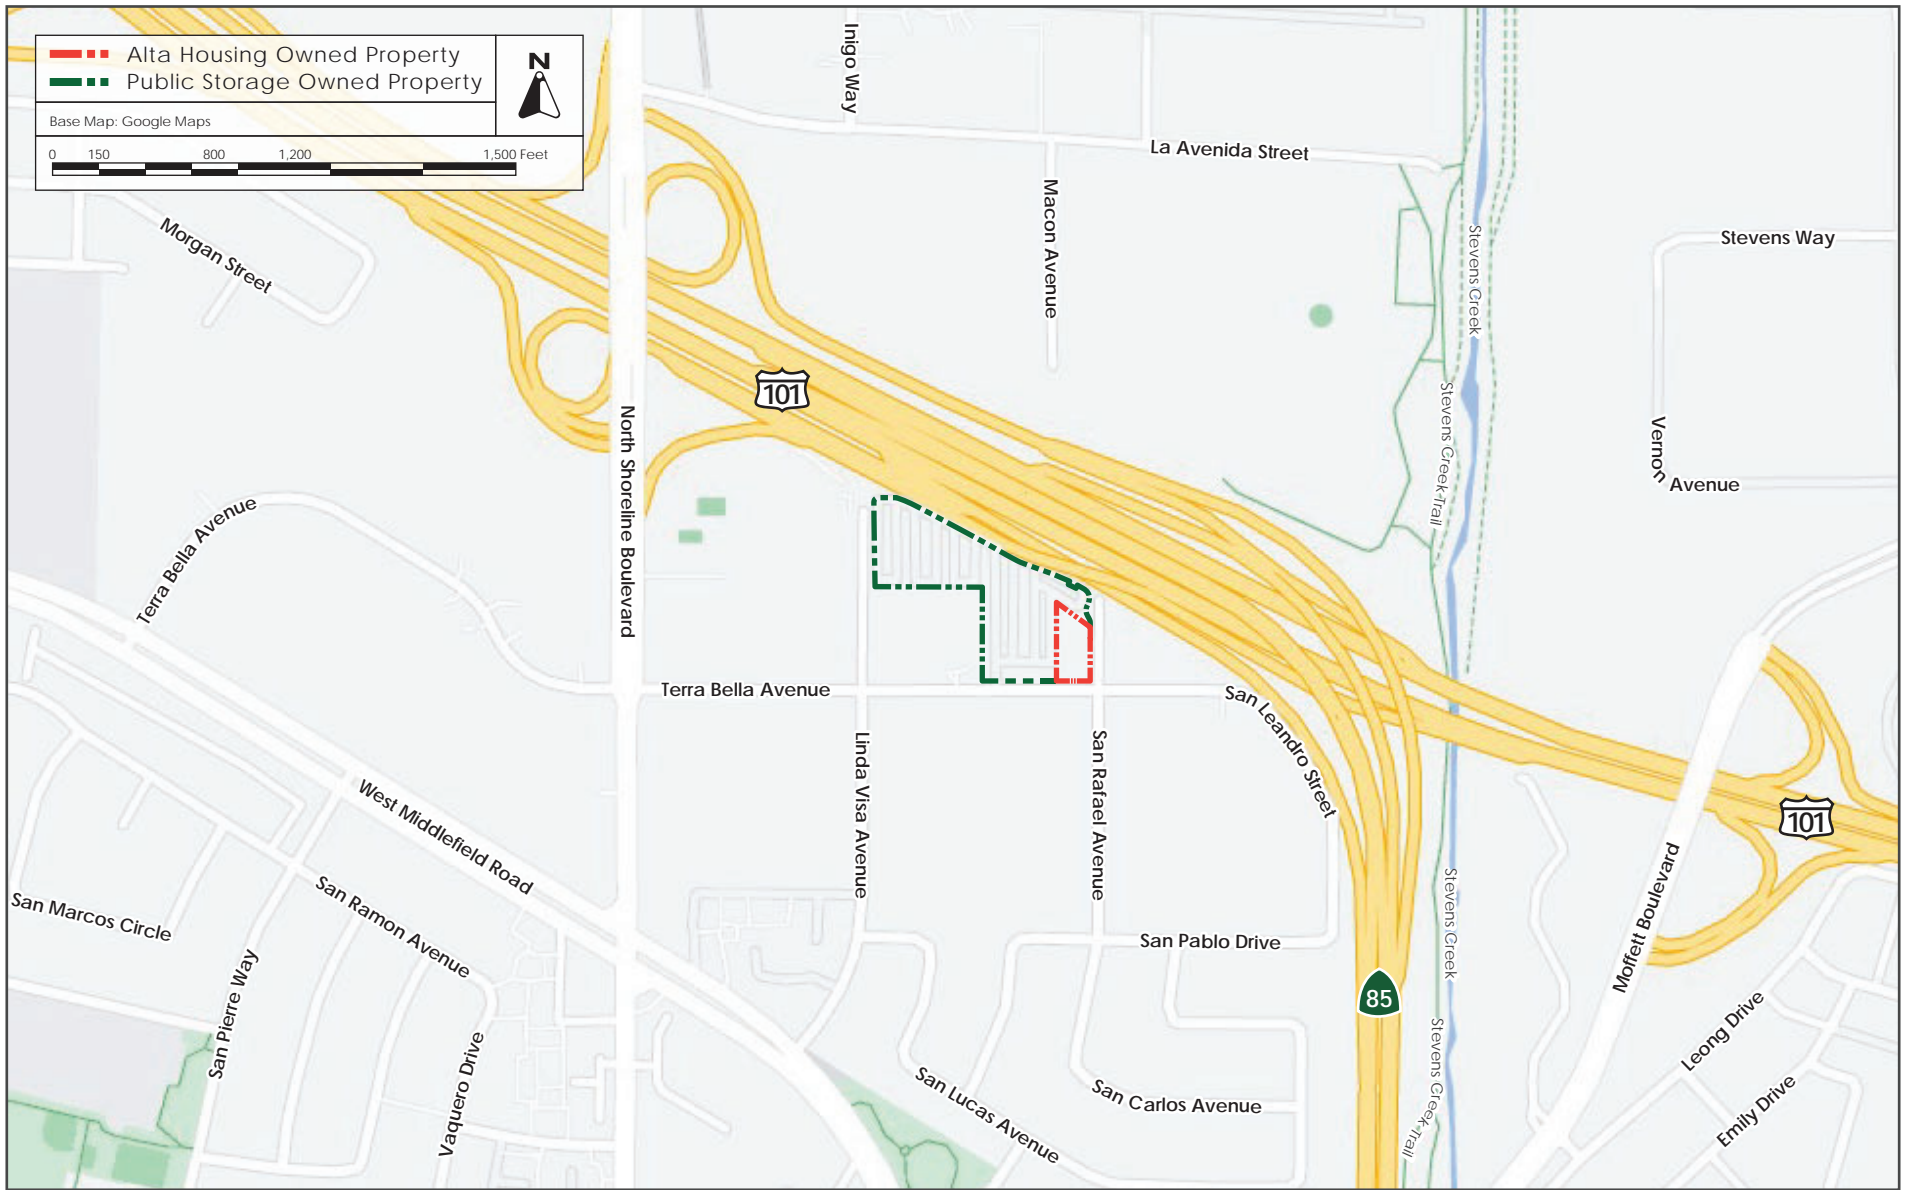 Alta Housing Owned Property
Public Storage Owned Property
N
Base Map: Google Maps
0 150 800 1,200 1,500 Feet
Inigo Way
La Avenida Street
Macon Avenue
Morgan Street
Stevens Way
Stevens Creek
101
Stevens Creek Trail
North Shoreline Boulevard
Vernon
Avenue
Terra Bella Avenue
Terra Bella Avenue
San Leandro Street
Linda Visa Avenue
San Rafael Avenue
West Middlefield Road
101
Moffett Boulevard
San Ramon Avenue
San Marcos Circle
San Pablo Drive
Stevens Creek
San Pierre Way
85
Leong Drive
Vaquero Drive
San Lucas Avenue
San Carlos Avenue
Stevens Creek Trail
Emily Drive